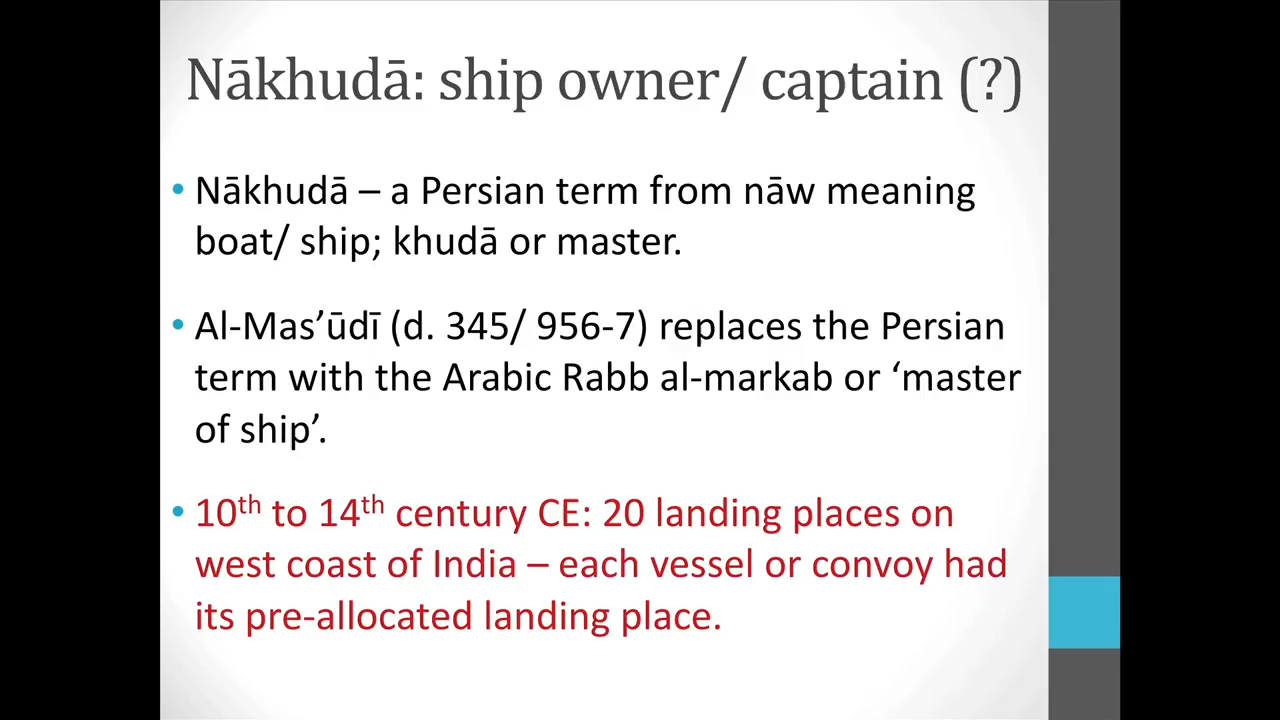 Nākhudā: ship owner/ captain (?)
• Nākhudā – a Persian term from nāw meaning
boat/ ship; khudā or master.
• Al-Mas’ūdī (d. 345/ 956-7) replaces the Persian
term with the Arabic Rabb al-markab or ‘master
of ship’.
• 10th to 14th century CE: 20 landing places on
west coast of India – each vessel or convoy had
its pre-allocated landing place.